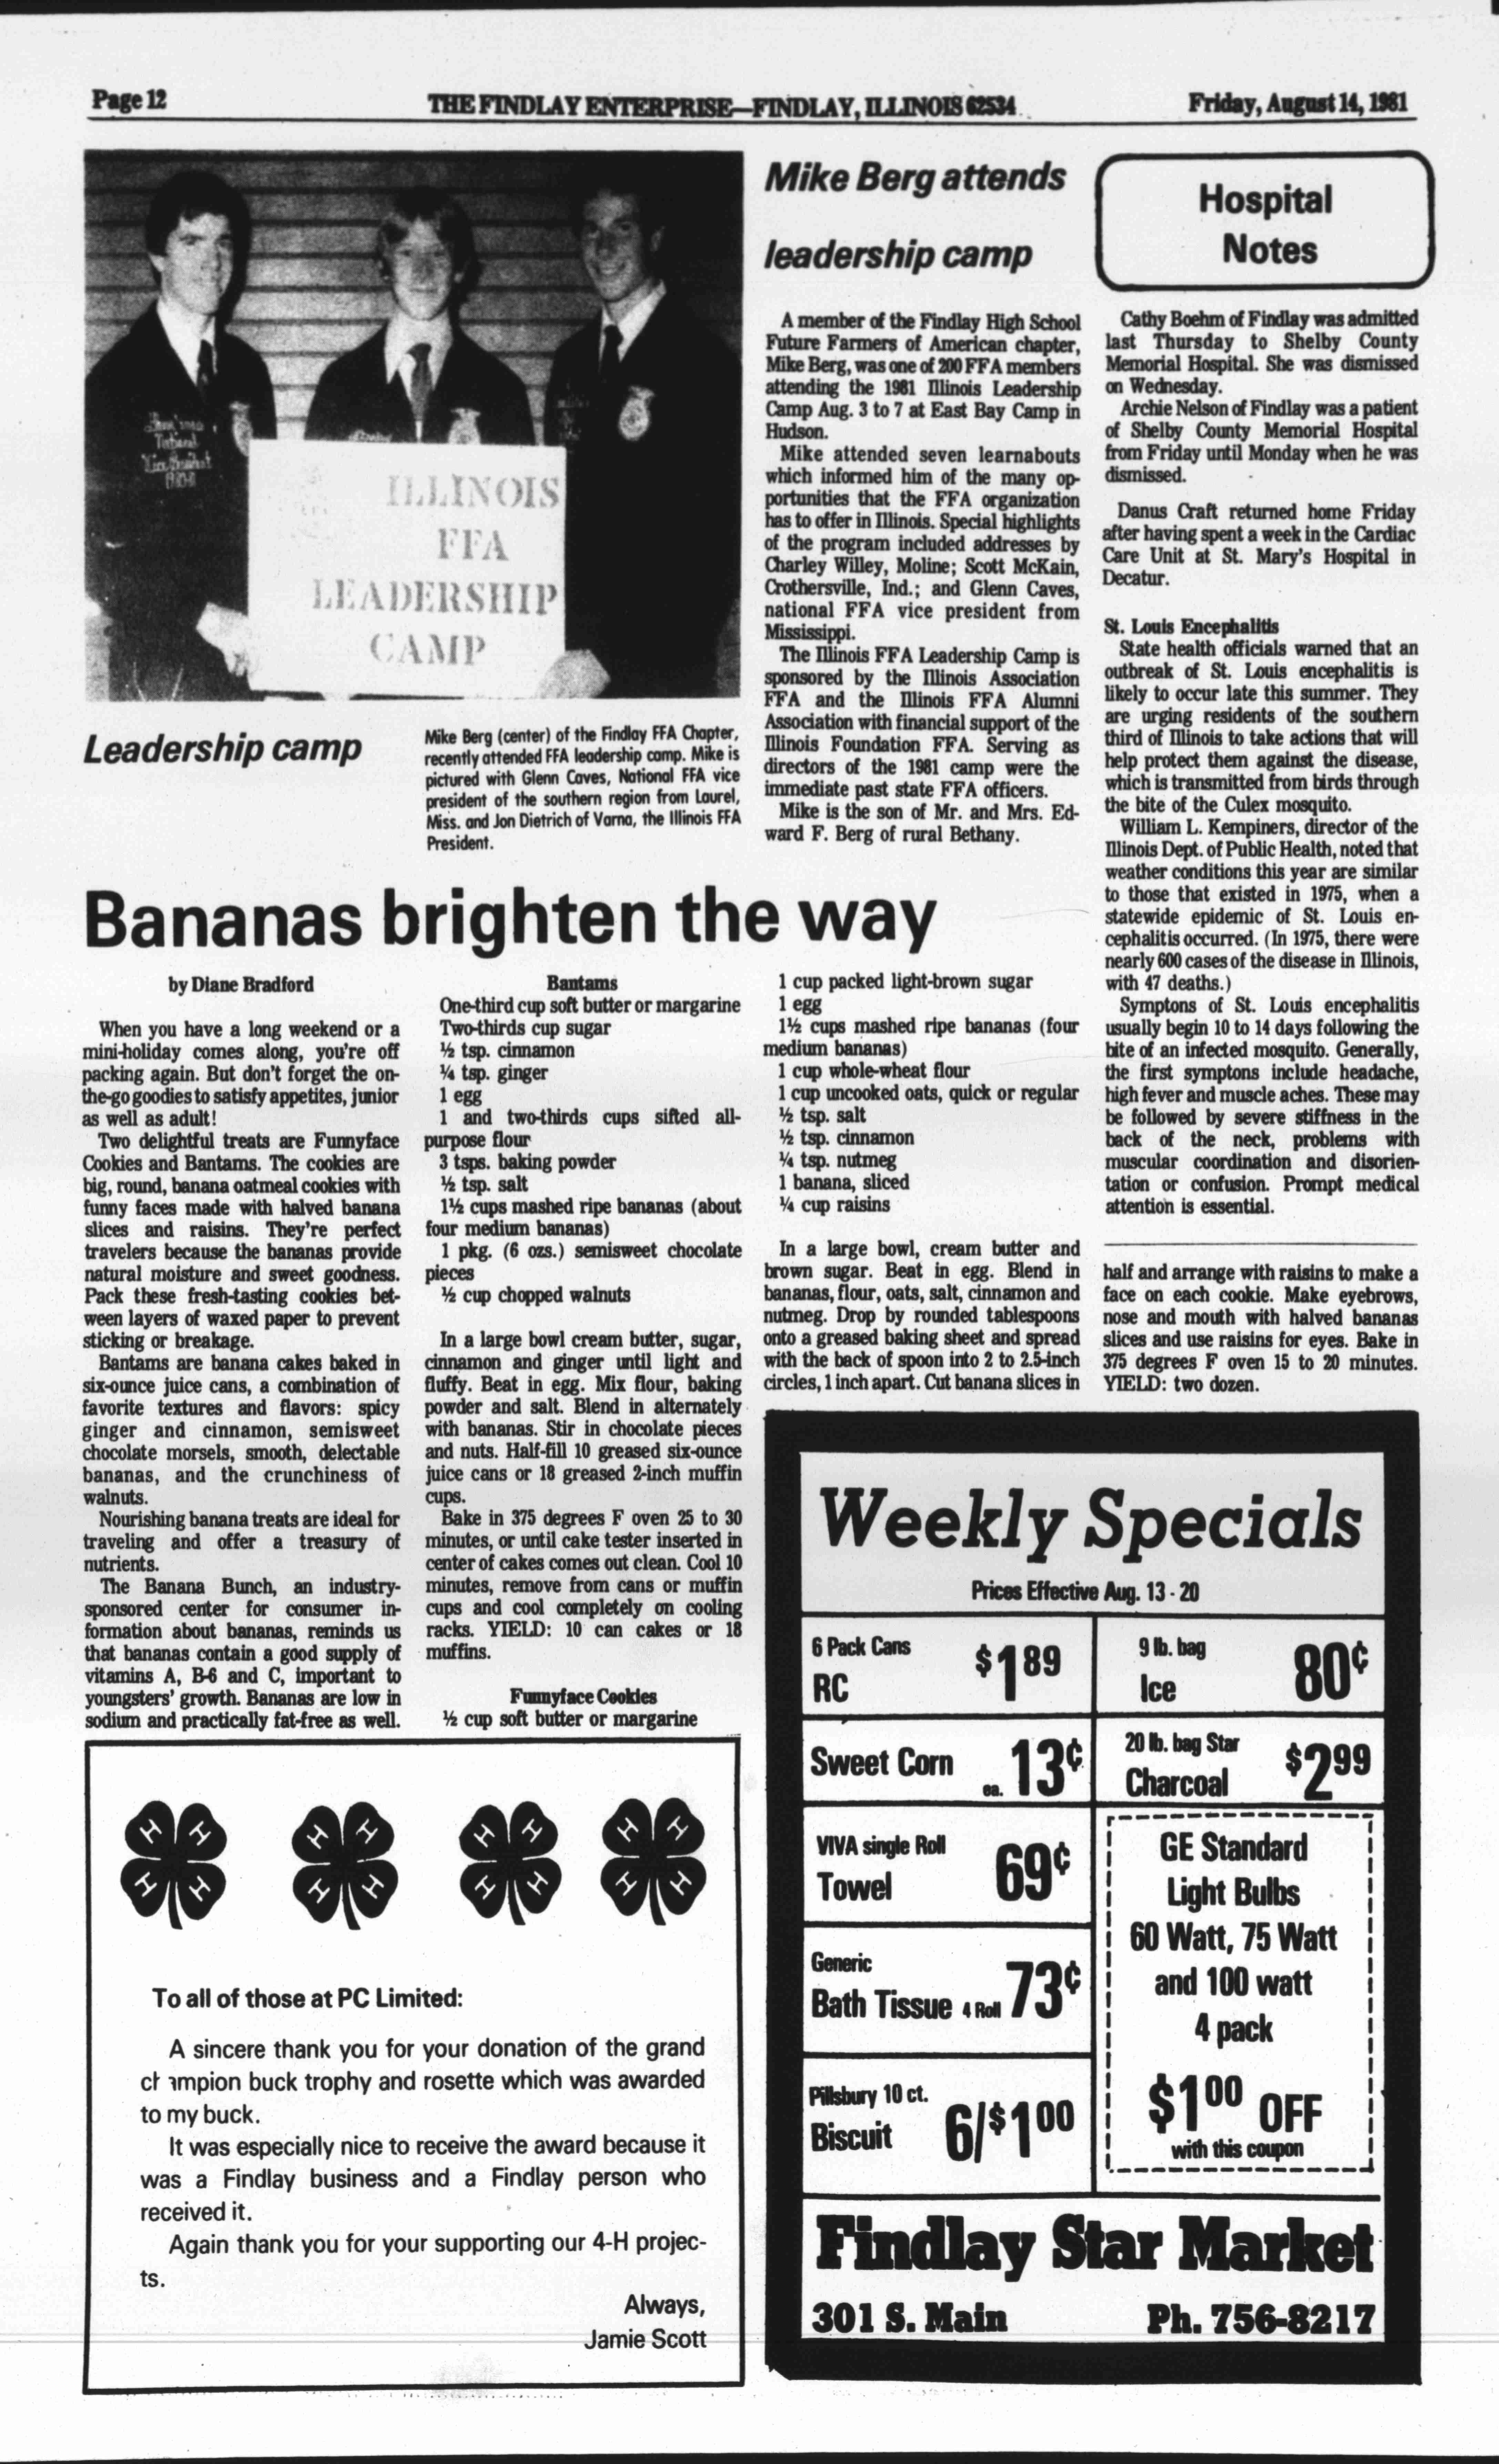 Page 12
THE FINDLAY ENTERPRISE—FINDLAY, ILLINOIS 62534
Friday, August 14, 1981
ILLINOIS
FFA
LEADERSHIP
CAMP
Leadership camp
Mike Berg (center) of the Findlay FFA Chapter,
recently attended FFA leadership camp. Mike is
pictured with Glenn Caves, National FFA vice
president of the southern region from Laurel,
Miss. and Jon Dietrich of Varna, the Illinois FFA
President.
Mike Berg attends
leadership camp
A member of the Findlay High School
Future Farmers of American chapter,
Mike Berg, was one of 200 FFA members
attending the 1981 Illinois Leadership
Camp Aug. 3 to 7 at East Bay Camp in
Hudson.
Mike attended seven learnabouts
which informed him of the many op-
portunities that the FFA organization
has to offer in Illinois. Special highlights
of the program included addresses by
Charley Willey, Moline; Scott McKain,
Crothersville, Ind.; and Glenn Caves,
national FFA vice president from
Mississippi.
The Illinois FFA Leadership Camp is
sponsored by the Illinois Association
FFA and the Illinois FFA Alumni
Association with financial support of the
Illinois Foundation FFA. Serving as
directors of the 1981 camp were the
immediate past state FFA officers.
Mike is the son of Mr. and Mrs. Ed-
ward F. Berg of rural Bethany.
Hospital
Notes
Cathy Boehm of Findlay was admitted
last Thursday to Shelby County
Memorial Hospital. She was dismissed
on Wednesday.
Archie Nelson of Findlay was a patient
of Shelby County Memorial Hospital
from Friday until Monday when he was
dismissed.
Danus Craft returned home Friday
after having spent a week in the Cardiac
Care Unit at St. Mary's Hospital in
Decatur.
St. Louis Encephalitis
State health officials warned that an
outbreak of St. Louis encephalitis is
likely to occur late this summer. They
are urging residents of the southern
third of Illinois to take actions that will
help protect them against the disease,
which is transmitted from birds through
the bite of the Culex mosquito.
William L. Kempiners, director of the
Illinois Dept. of Public Health, noted that
weather conditions this year are similar
to those that existed in 1975, when a
statewide epidemic of St. Louis en-
cephalitis occurred. (In 1975, there were
nearly 600 cases of the disease in Illinois,
with 47 deaths.)
Symptons of St. Louis encephalitis
usually begin 10 to 14 days following the
bite of an infected mosquito. Generally,
the first symptons include headache,
high fever and muscle aches. These may
be followed by severe stiffness in the
back of the neck, problems with
muscular coordination and disorien-
tation or confusion. Prompt medical
attention is essential.
Bananas brighten the way
by Diane Bradford
When you have a long weekend or a
mini-holiday comes along, you're off
packing again. But don't forget the on-
the-go goodies to satisfy appetites, junior
as well as adult!
Two delightful treats are Funnyface
Cookies and Bantams. The cookies are
big, round, banana oatmeal cookies with
funny faces made with halved banana
slices and raisins. They're perfect
travelers because the bananas provide
natural moisture and sweet goodness.
Pack these fresh-tasting cookies bet-
ween layers of waxed paper to prevent
sticking or breakage.
Bantams are banana cakes baked in
six-ounce juice cans, a combination of
favorite textures and flavors: spicy
ginger and cinnamon, semisweet
chocolate morsels, smooth, delectable
bananas, and the crunchiness of
walnuts.
Nourishing banana treats are ideal for
traveling and offer a treasury of
nutrients.
The Banana Bunch, an industry-
sponsored center for consumer in-
formation about bananas, reminds us
that bananas contain a good supply of
vitamins A, B-6 and C, important to
youngsters' growth. Bananas are low in
sodium and practically fat-free as well.
Bantams
One-third cup soft butter or margarine
Two-thirds cup sugar
½ tsp. cinnamon
¼ tsp. ginger
1 egg
1 and two-thirds cups sifted all-
purpose flour
3 tsps. baking powder
½ tsp. salt
1½ cups mashed ripe bananas (about
four medium bananas)
1 pkg. (6 ozs.) semisweet chocolate
pieces
½ cup chopped walnuts
In a large bowl cream butter, sugar,
cinnamon and ginger until light and
fluffy. Beat in egg. Mix flour, baking
powder and salt. Blend in alternately
with bananas. Stir in chocolate pieces
and nuts. Half-fill 10 greased six-ounce
juice cans or 18 greased 2-inch muffin
cups.
Bake in 375 degrees F oven 25 to 30
minutes, or until cake tester inserted in
center of cakes comes out clean. Cool 10
minutes, remove from cans or muffin
cups and cool completely on cooling
racks. YIELD: 10 can cakes or 18
muffins.
Funnyface Cookies
½ cup soft butter or margarine
1 cup packed light-brown sugar
1 egg
1½ cups mashed ripe bananas (four
medium bananas)
1 cup whole-wheat flour
1 cup uncooked oats, quick or regular
½ tsp. salt
½ tsp. cinnamon
¼ tsp. nutmeg
1 banana, sliced
¼ cup raisins
In a large bowl, cream butter and
brown sugar. Beat in egg. Blend in
bananas, flour, oats, salt, cinnamon and
nutmeg. Drop by rounded tablespoons
onto a greased baking sheet and spread
with the back of spoon into 2 to 2.5-inch
circles, 1 inch apart. Cut banana slices in
half and arrange with raisins to make a
face on each cookie. Make eyebrows,
nose and mouth with halved bananas
slices and use raisins for eyes. Bake in
375 degrees F oven 15 to 20 minutes.
YIELD: two dozen.
H H H H H H H H
H H H H H H H H
To all of those at PC Limited:
A sincere thank you for your donation of the grand
champion buck trophy and rosette which was awarded
to my buck.
It was especially nice to receive the award because it
was a Findlay business and a Findlay person who
received it.
Again thank you for your supporting our 4-H projec-
ts.
Always,
Jamie Scott
Weekly Specials
Prices Effective Aug. 13 - 20
6 Pack Cans
RC $1 89
9 lb. bag
Ice 80¢
Sweet Corn ea. 13¢
20 lb. bag Star
Charcoal $2 99
VIVA single Roll
Towel 69¢
Generic
Bath Tissue 4 Roll 73¢
Pillsbury 10 ct.
Biscuit 6/$1 00
GE Standard
Light Bulbs
60 Watt, 75 Watt
and 100 watt
4 pack
$1 00 OFF
with this coupon
Findlay Star Market
301 S. Main
Ph. 756-8217